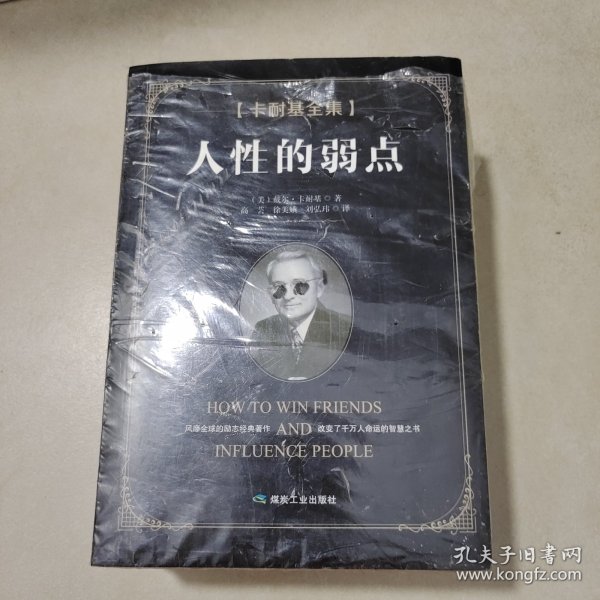 【卡耐基全集】
人性的弱点
（美）戴尔·卡耐基◎著
高芸 徐美娥 刘弘玮◎译
HOW TO WIN FRIENDS
风靡全球的励志经典著作 AND 改变了千万人命运的智慧之书
INFLUENCE PEOPLE
煤炭工业出版社
孔夫子旧书网
www.kongfz.com